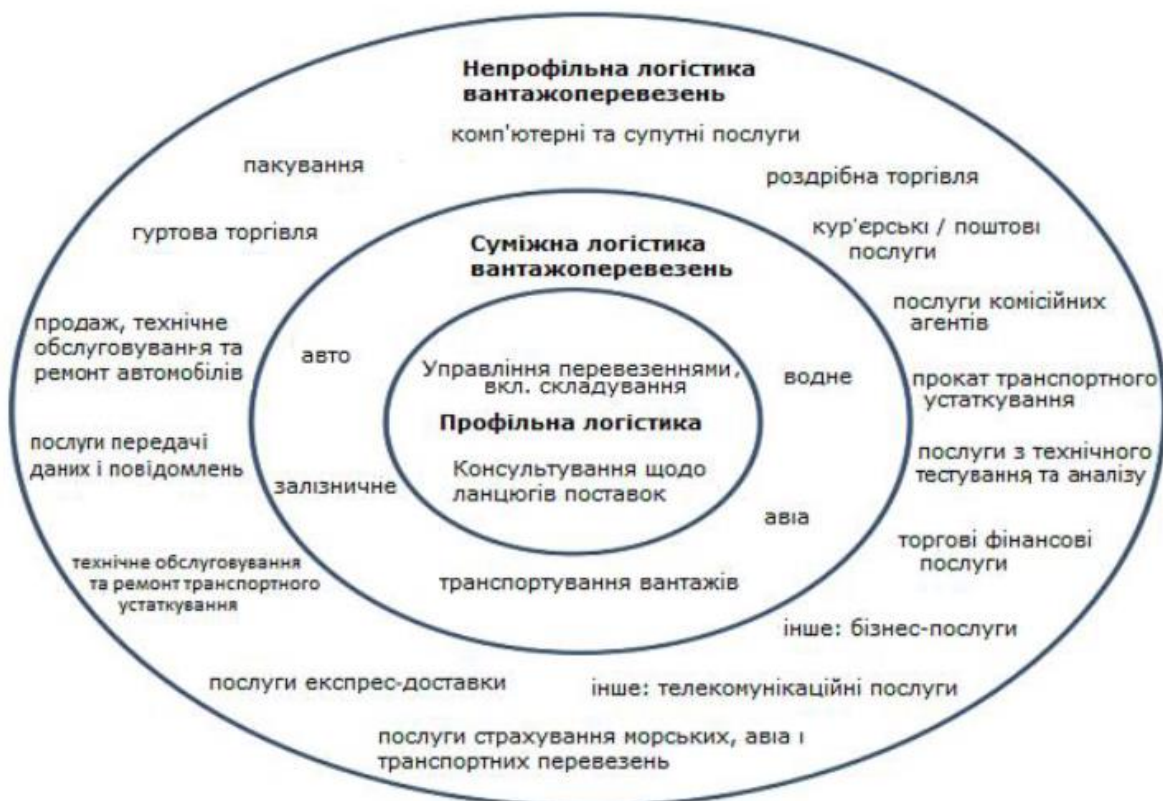 Непрофільна логістика
вантажоперевезень
комп'ютерні та супутні послуги
пакування
роздрібна торгівля
гуртова торгівля
кур'єрські / поштові
послуги
Суміжна логістика
вантажоперевезень
послуги комісійних
агентів
продаж, технічне
обслуговування та
ремонт автомобілів
авто
Управління перевезеннями,
вкл. складування
водне
прокат транспортного
устаткування
Профільна логістика
послуги передачі
даних і повідомлень
послуги з технічного
тестування та аналізу
залізничне
Консультування щодо
ланцюгів поставок
авіа
торгові фінансові
послуги
технічне обслуговування
та ремонт транспортного
устаткування
транспортування вантажів
інше: бізнес-послуги
послуги експрес-доставки
інше: телекомунікаційні послуги
послуги страхування морських, авіа і
транспортних перевезень